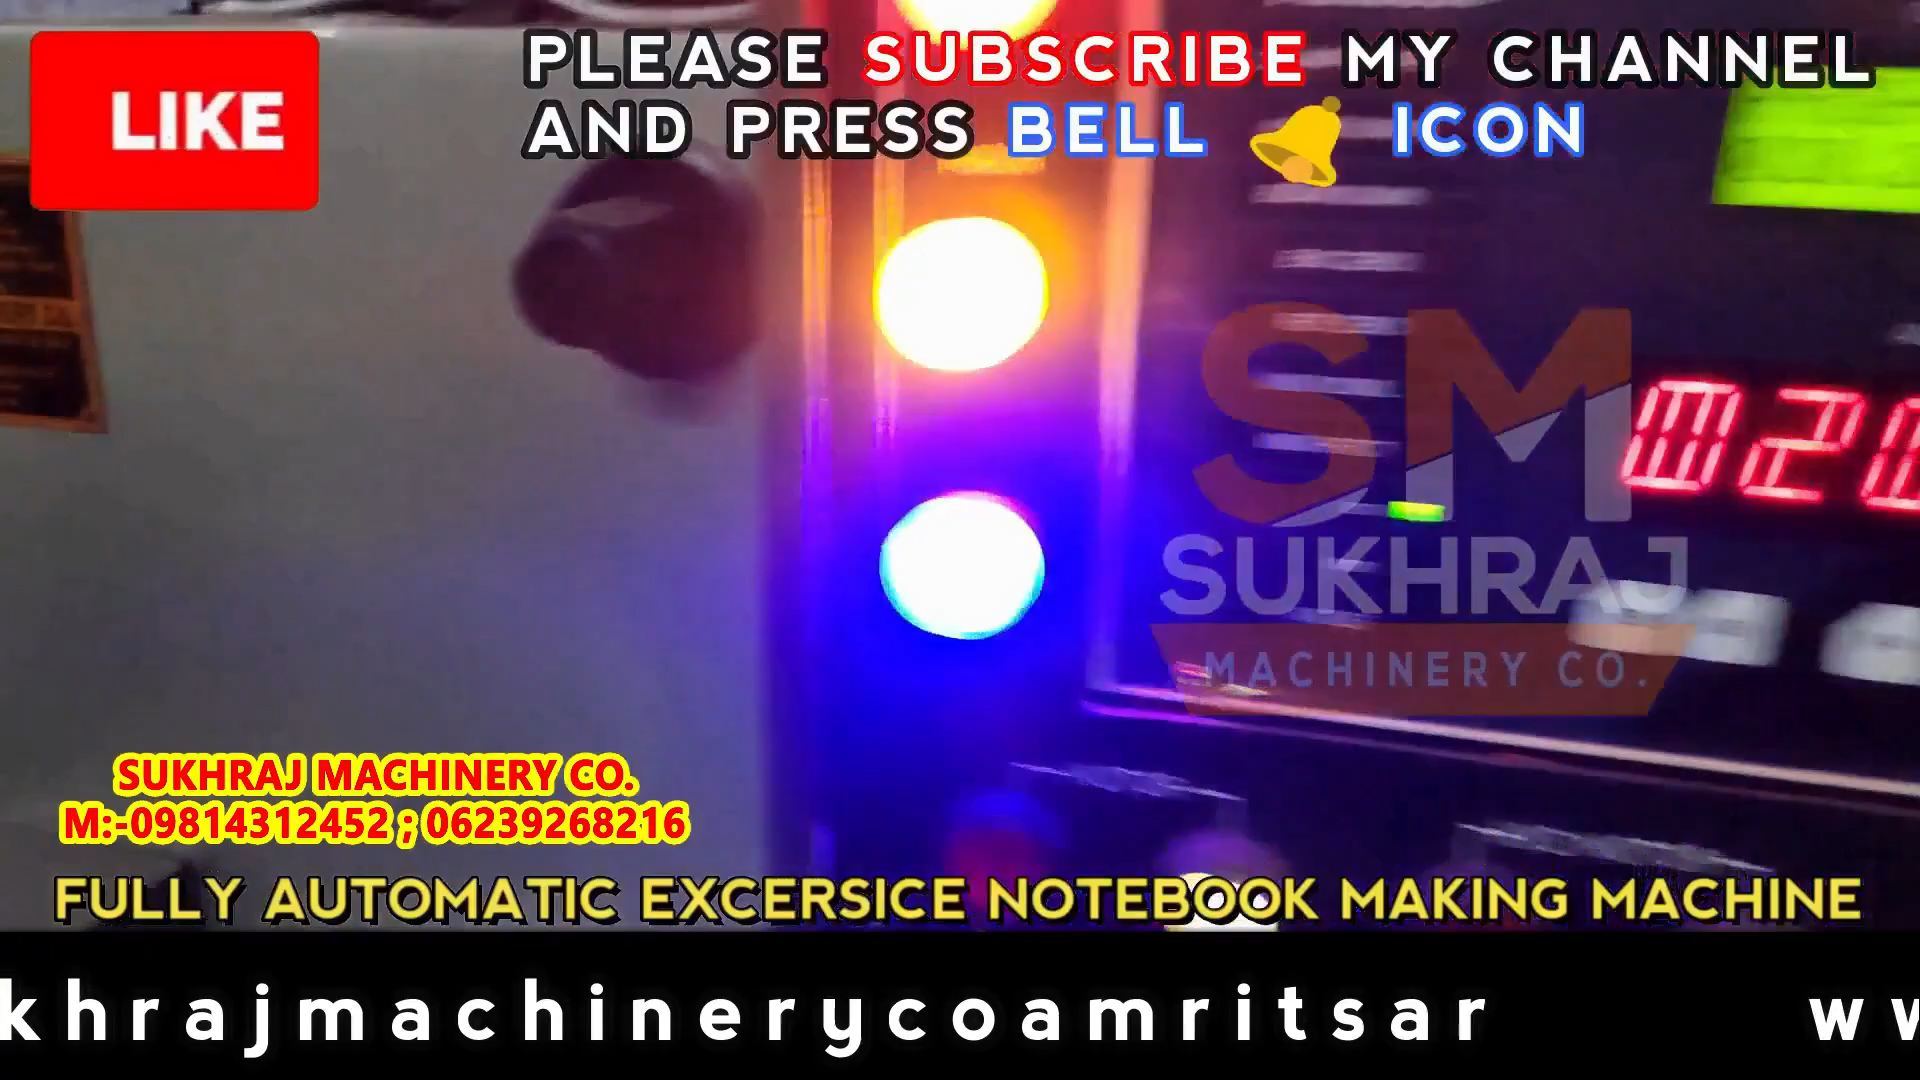 LIKE
PLEASE SUBSCRIBE MY CHANNEL
AND PRESS BELL 🔔 ICON
SM
SUKHRAJ
MACHINERY CO.
020
SUKHRAJ MACHINERY CO.
M:-09814312452 ; 06239268216
FULLY AUTOMATIC EXCERSICE NOTEBOOK MAKING MACHINE
khrajmachinerycoamritsar